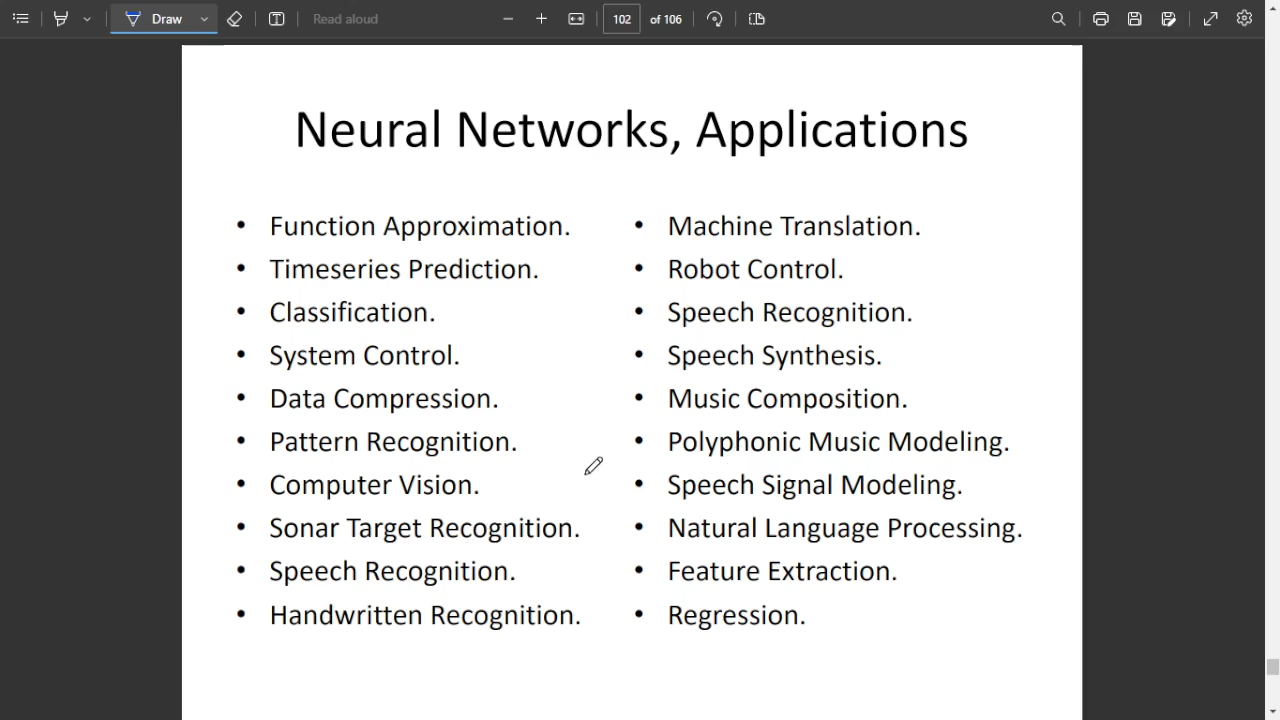 Draw
Read aloud
102 of 106
Neural Networks, Applications
• Function Approximation.
• Timeseries Prediction.
• Classification.
• System Control.
• Data Compression.
• Pattern Recognition.
• Computer Vision.
• Sonar Target Recognition.
• Speech Recognition.
• Handwritten Recognition.
• Machine Translation.
• Robot Control.
• Speech Recognition.
• Speech Synthesis.
• Music Composition.
• Polyphonic Music Modeling.
• Speech Signal Modeling.
• Natural Language Processing.
• Feature Extraction.
• Regression.